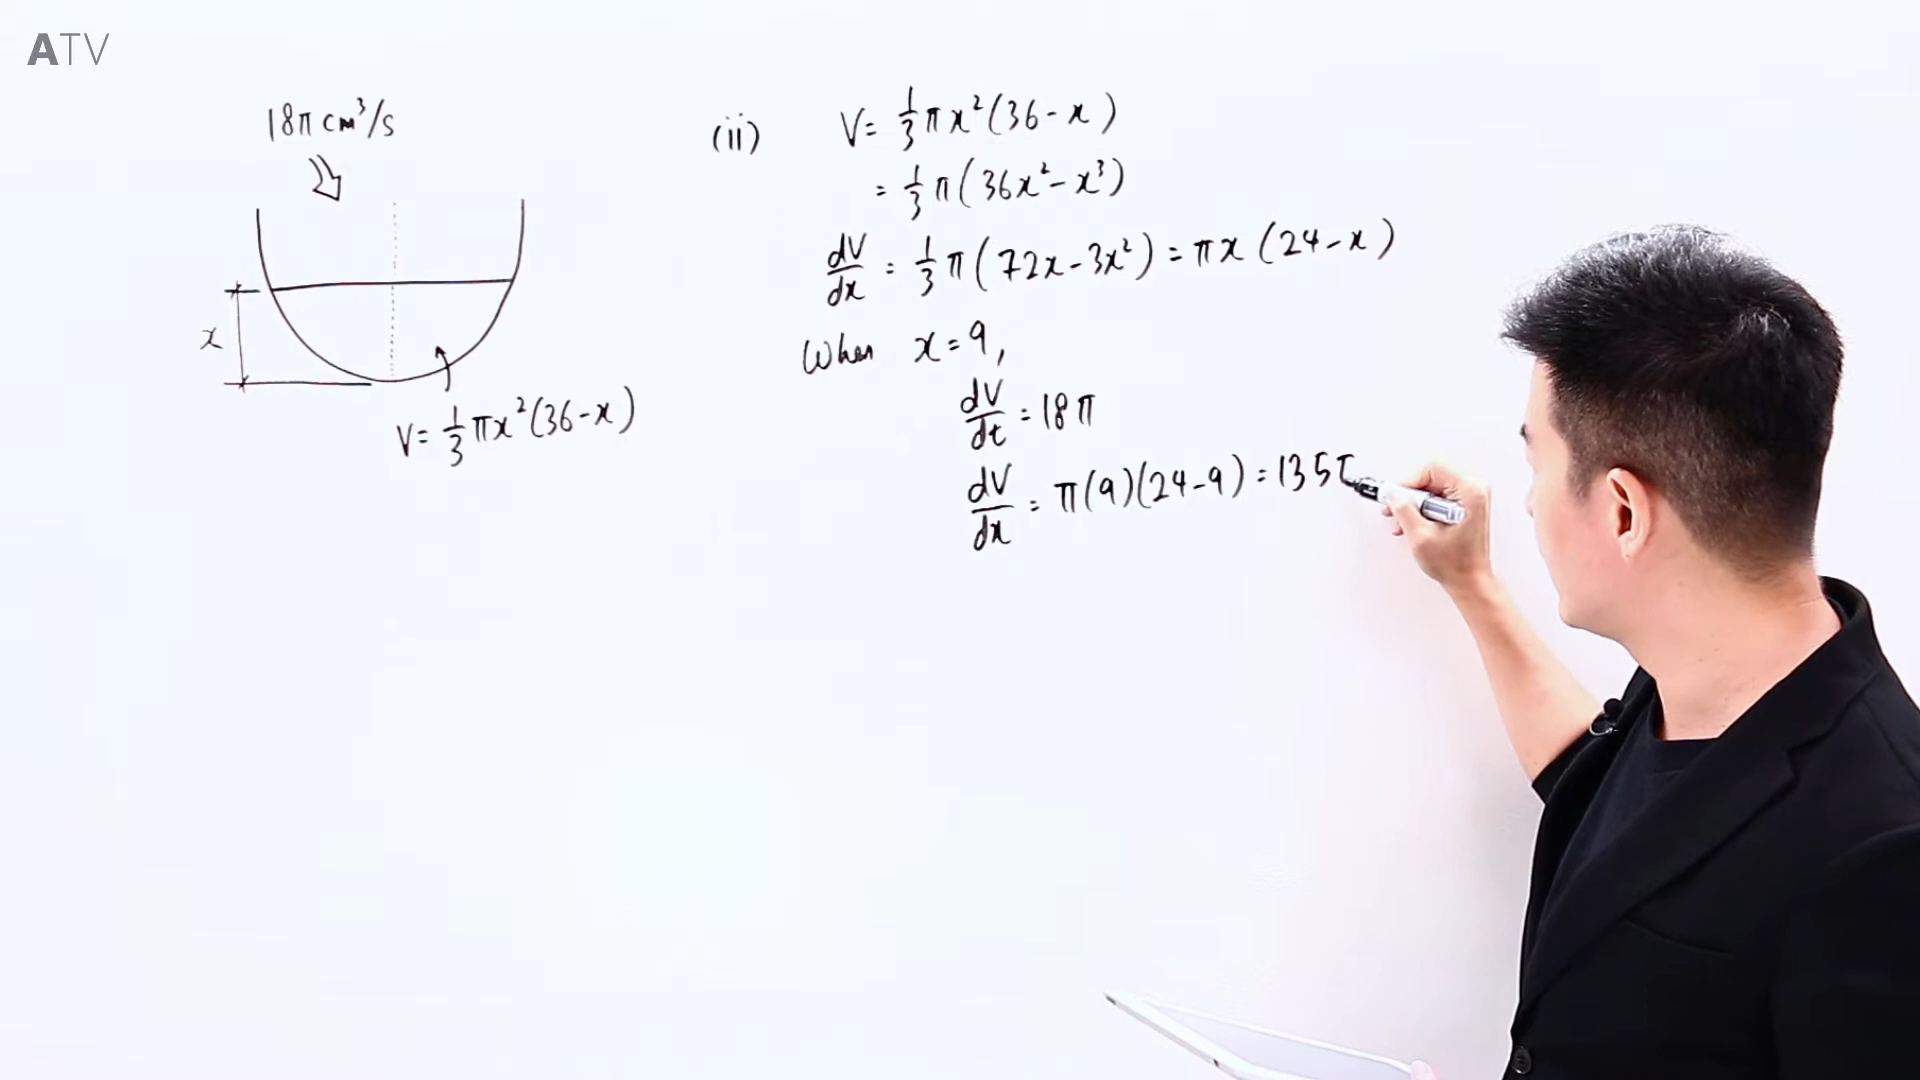 ATV
18π cm³/s
x
V = 1/3 πx²(36 - x)
(ii) V = 1/3 πx²(36 - x)
= 1/3 π(36x² - x³)
dV/dx = 1/3 π(72x - 3x²) = πx(24 - x)
When x = 9,
dV/dt = 18π
dV/dx = π(9)(24 - 9) = 135π